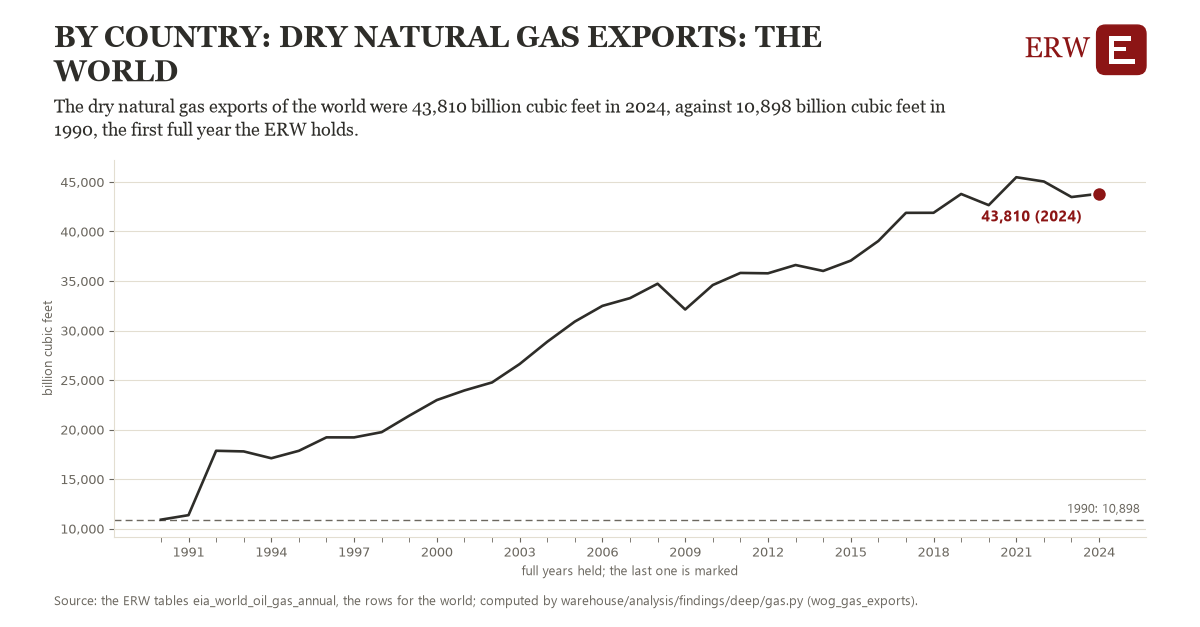 BY COUNTRY: DRY NATURAL GAS EXPORTS: THE
WORLD
ERW E
The dry natural gas exports of the world were 43,810 billion cubic feet in 2024, against 10,898 billion cubic feet in
1990, the first full year the ERW holds.
45,000
40,000
35,000
30,000
25,000
20,000
15,000
10,000
billion cubic feet
43,810 (2024)
1990: 10,898
1991 1994 1997 2000 2003 2006 2009 2012 2015 2018 2021 2024
full years held; the last one is marked
Source: the ERW tables eia_world_oil_gas_annual, the rows for the world; computed by warehouse/analysis/findings/deep/gas.py (wog_gas_exports).